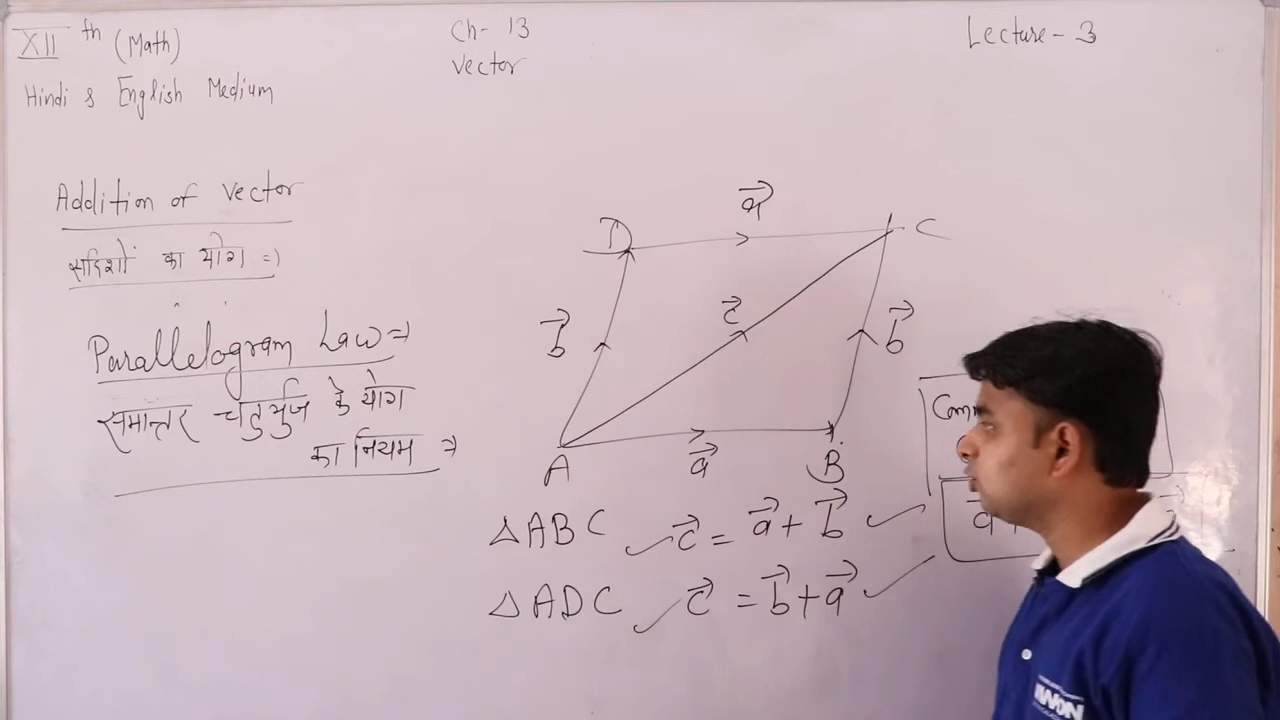 XII th (Math)
Hindi & English Medium
Ch- 13
Vector
Lecture - 3
Addition of vector
सदिशों का योग =)
Parallelogram Law =)
समान्तर चतुर्भुज के योग
का नियम =)
D
a⃗
C
b⃗
c⃗
b⃗
A
a⃗
B
△ABC ✓ c⃗ = a⃗ + b⃗ ✓
△ADC ✓ c⃗ = b⃗ + a⃗ ✓
a⃗